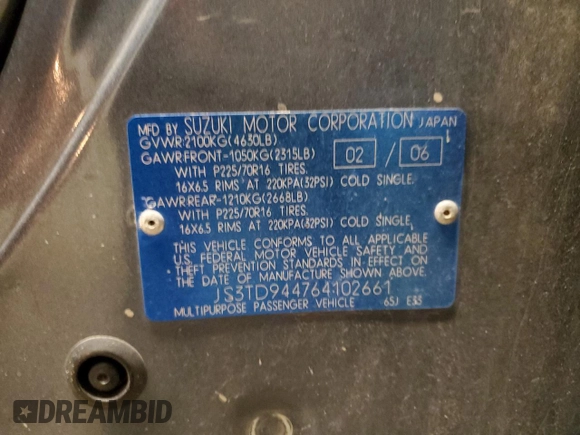 MFD BY SUZUKI MOTOR CORPORATION JAPAN
GVWR:2100KG(4630LB)
GAWR:FRONT-1050KG(2315LB) 02 / 06
WITH P225/70R16 TIRES.
16X6.5 RIMS AT 220KPA(32PSI) COLD SINGLE.
GAWR:REAR-1210KG(2668LB)
WITH P225/70R16 TIRES.
16X6.5 RIMS AT 220KPA(32PSI) COLD SINGLE.
THIS VEHICLE CONFORMS TO ALL APPLICABLE
U.S. FEDERAL MOTOR VEHICLE SAFETY AND
THEFT PREVENTION STANDARDS IN EFFECT ON
THE DATE OF MANUFACTURE SHOWN ABOVE.
JS3TD944764102661
MULTIPURPOSE PASSENGER VEHICLE 6SJ E33
DREAMBID